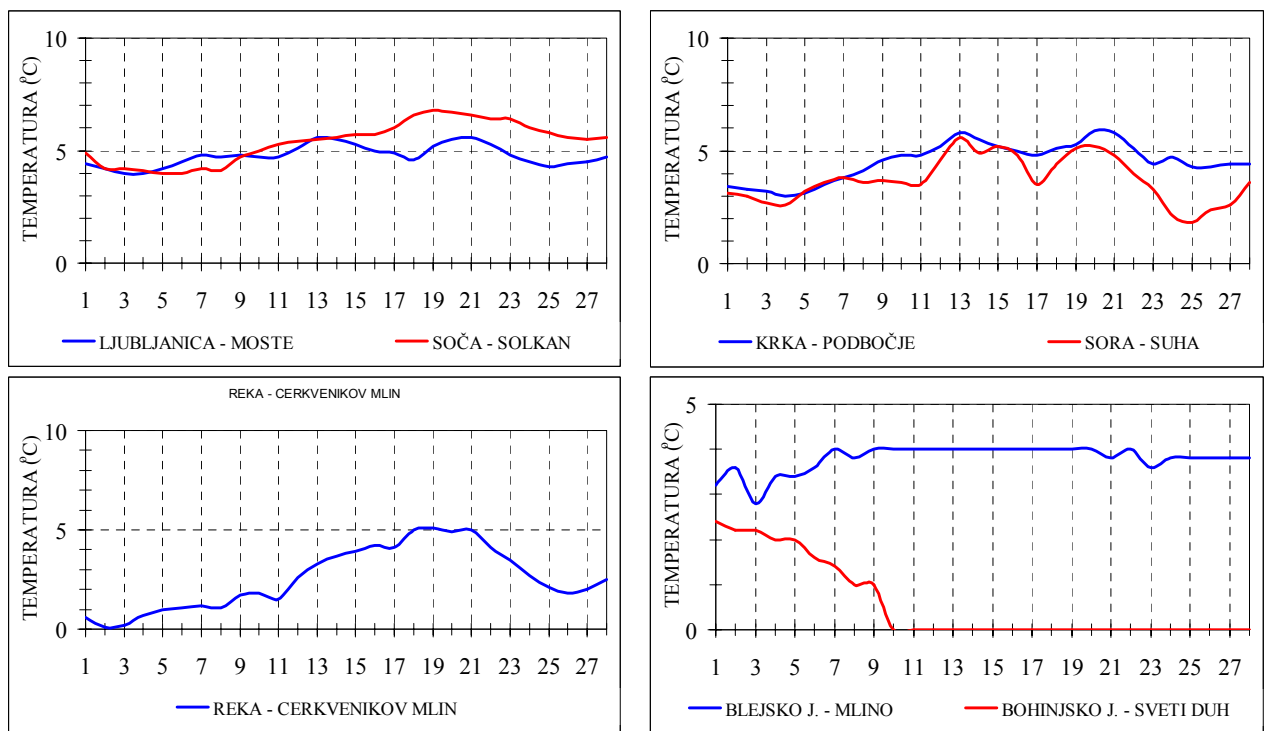 TEMPERATURA (ºC)
10
5
0
1 3 5 7 9 11 13 15 17 19 21 23 25 27
LJUBLJANICA - MOSTE SOČA - SOLKAN
TEMPERATURA (ºC)
10
5
0
1 3 5 7 9 11 13 15 17 19 21 23 25 27
KRKA - PODBOČJE SORA - SUHA
REKA - CERKVENIKOV MLIN
TEMPERATURA (ºC)
10
5
0
1 3 5 7 9 11 13 15 17 19 21 23 25 27
REKA - CERKVENIKOV MLIN
TEMPERATURA (ºC)
5
0
1 3 5 7 9 11 13 15 17 19 21 23 25 27
BLEJSKO J. - MLINO BOHINJSKO J. - SVETI DUH